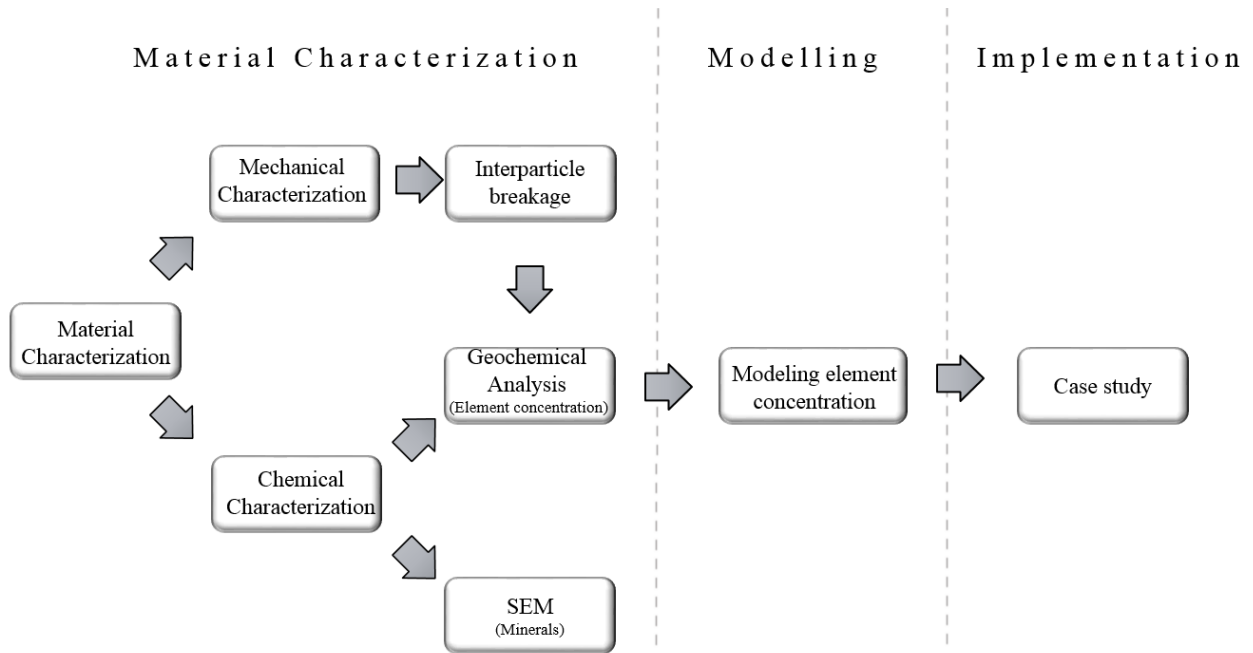 Material Characterization
Modelling
Implementation
Mechanical
Characterization
Interparticle
breakage
Material
Characterization
Geochemical
Analysis
(Element concentration)
Modeling element
concentration
Case study
Chemical
Characterization
SEM
(Minerals)